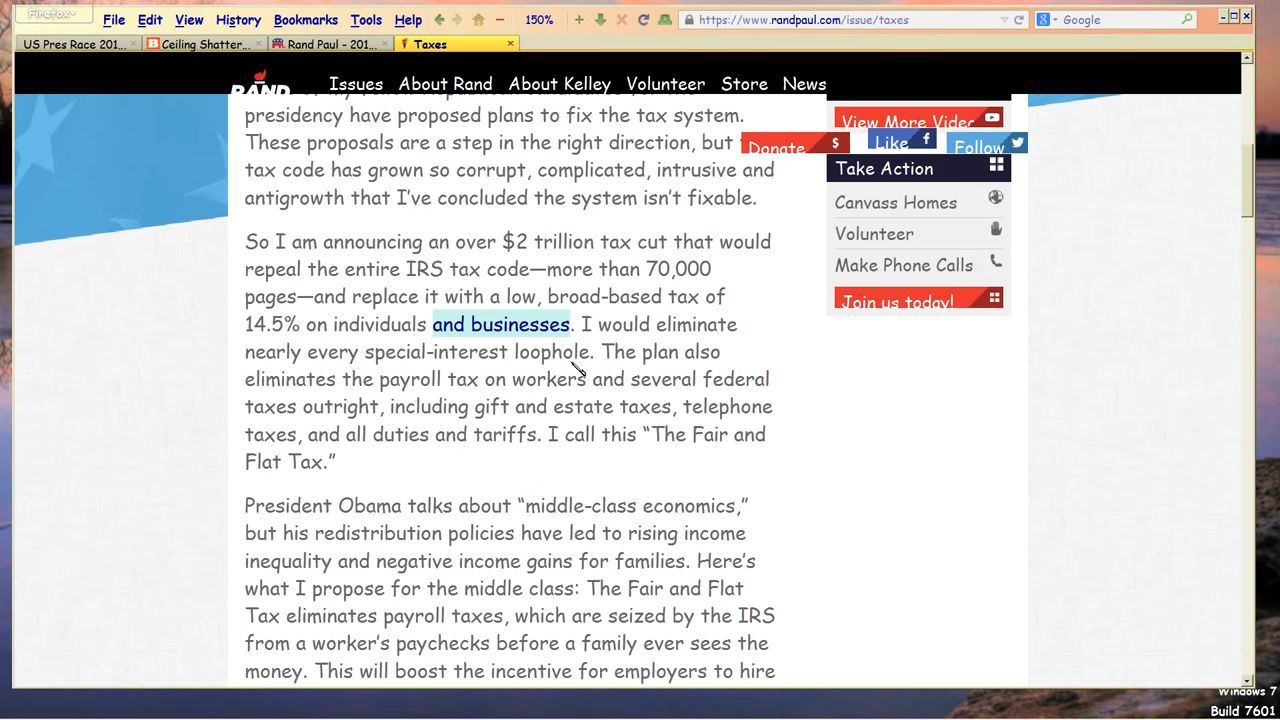 Firefox
File Edit View History Bookmarks Tools Help 150% https://www.randpaul.com/issue/taxes Google
US Pres Race 201... Ceiling Shatter... Rand Paul - 201... Taxes
RAND Issues About Rand About Kelley Volunteer Store News
presidency have proposed plans to fix the tax system.
These proposals are a step in the right direction, but
tax code has grown so corrupt, complicated, intrusive and
antigrowth that I've concluded the system isn't fixable.
So I am announcing an over $2 trillion tax cut that would
repeal the entire IRS tax code—more than 70,000
pages—and replace it with a low, broad-based tax of
14.5% on individuals and businesses. I would eliminate
nearly every special-interest loophole. The plan also
eliminates the payroll tax on workers and several federal
taxes outright, including gift and estate taxes, telephone
taxes, and all duties and tariffs. I call this “The Fair and
Flat Tax.”
President Obama talks about “middle-class economics,”
but his redistribution policies have led to rising income
inequality and negative income gains for families. Here's
what I propose for the middle class: The Fair and Flat
Tax eliminates payroll taxes, which are seized by the IRS
from a worker's paychecks before a family ever sees the
money. This will boost the incentive for employers to hire
View More Videos
Donate $ Like f Follow
Take Action
Canvass Homes
Volunteer
Make Phone Calls
Join us today!
Windows 7
Build 7601